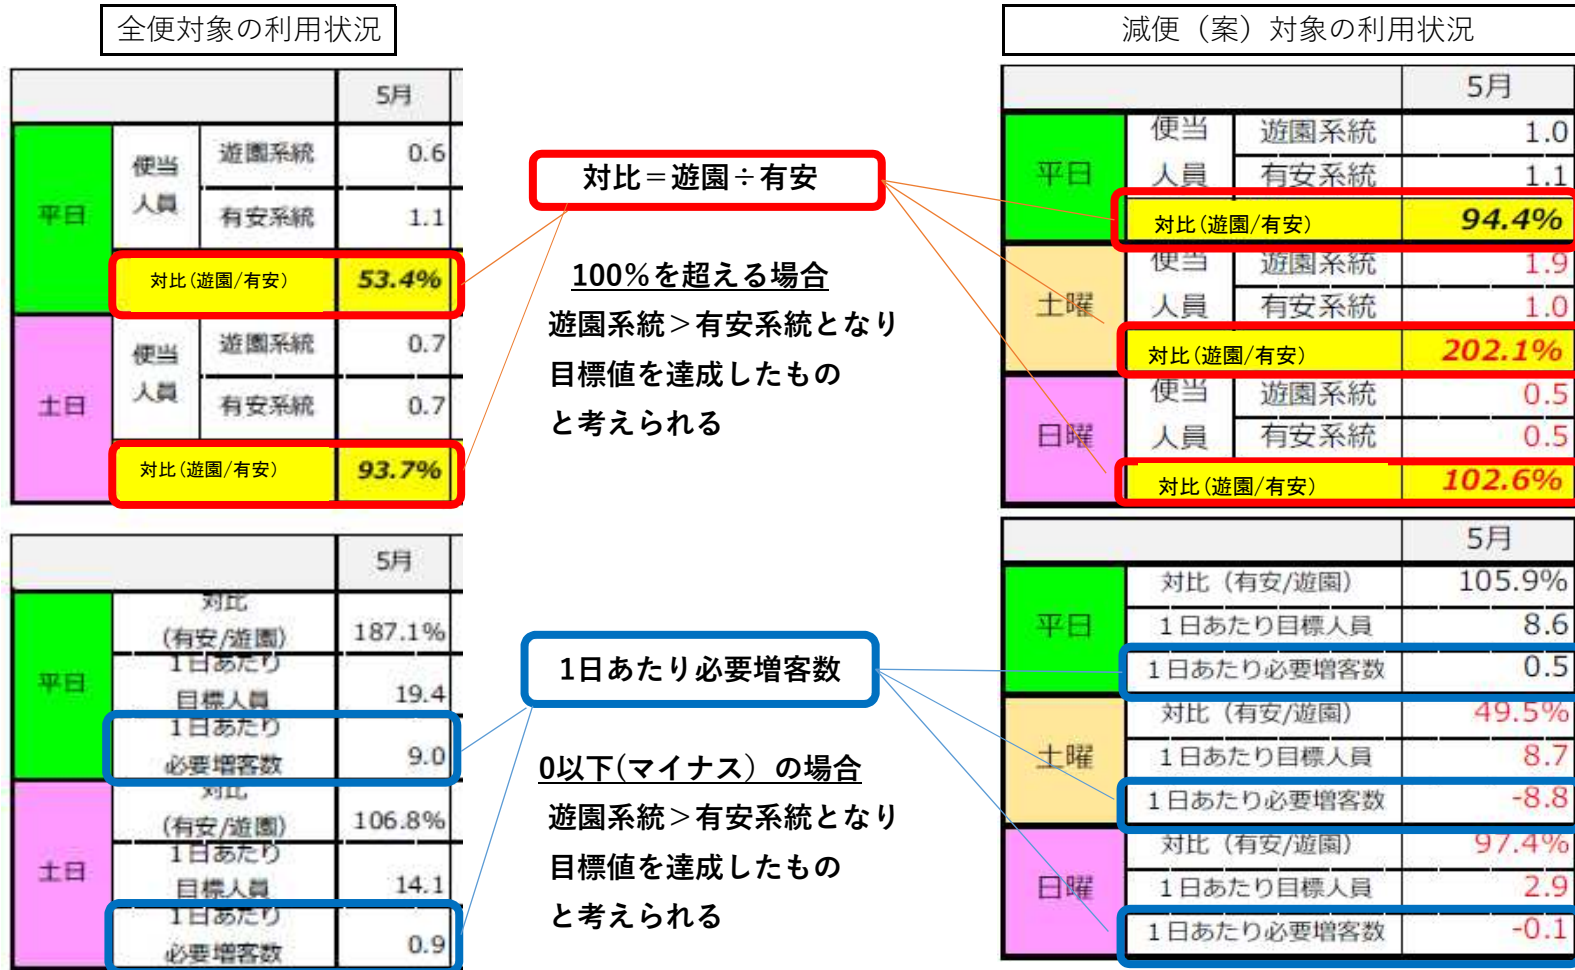 全便対象の利用状況
5月
平日
便当
人員
遊園系統 0.6
有安系統 1.1
対比(遊園/有安) 53.4%
土日
便当
人員
遊園系統 0.7
有安系統 0.7
対比(遊園/有安) 93.7%
5月
平日
対比
(有安/遊園) 187.1%
1日あたり
目標人員 19.4
1日あたり
必要増客数 9.0
土日
対比
(有安/遊園) 106.8%
1日あたり
目標人員 14.1
1日あたり
必要増客数 0.9
対比＝遊園÷有安
100%を超える場合
遊園系統＞有安系統となり
目標値を達成したもの
と考えられる
1日あたり必要増客数
0以下(マイナス）の場合
遊園系統＞有安系統となり
目標値を達成したもの
と考えられる
減便（案）対象の利用状況
5月
平日
便当
人員
遊園系統 1.0
有安系統 1.1
対比(遊園/有安) 94.4%
土曜
便当
人員
遊園系統 1.9
有安系統 1.0
対比(遊園/有安) 202.1%
日曜
便当
人員
遊園系統 0.5
有安系統 0.5
対比(遊園/有安) 102.6%
5月
平日
対比（有安/遊園） 105.9%
1日あたり目標人員 8.6
1日あたり必要増客数 0.5
土曜
対比（有安/遊園） 49.5%
1日あたり目標人員 8.7
1日あたり必要増客数 -8.8
日曜
対比（有安/遊園） 97.4%
1日あたり目標人員 2.9
1日あたり必要増客数 -0.1